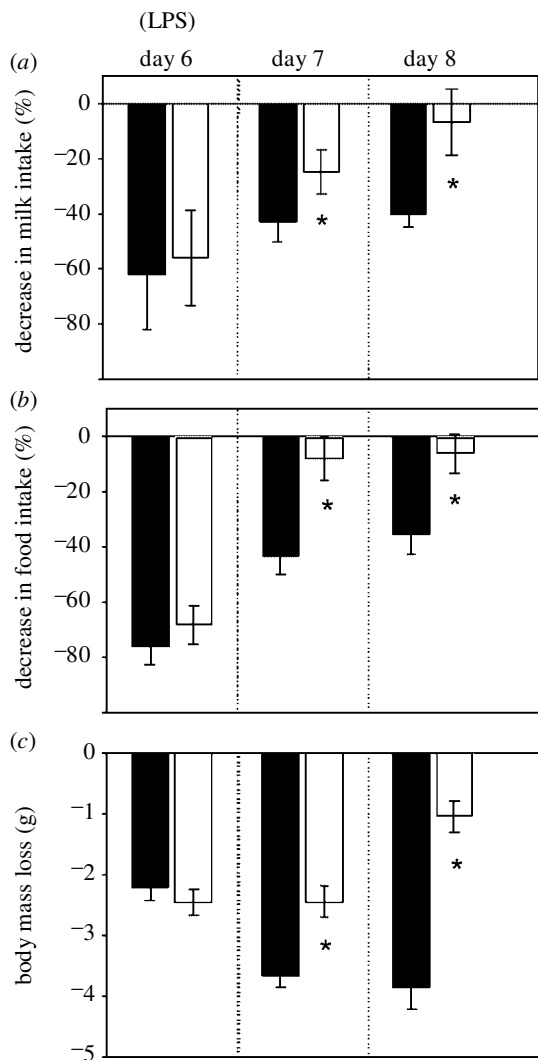 (LPS)
day 6 day 7 day 8
(a)
decrease in milk intake (%)
0
−20
−40
−60
−80
*
*
(b)
decrease in food intake (%)
0
−20
−40
−60
−80
*
*
(c)
body mass loss (g)
0
−1
−2
−3
−4
−5
*
*